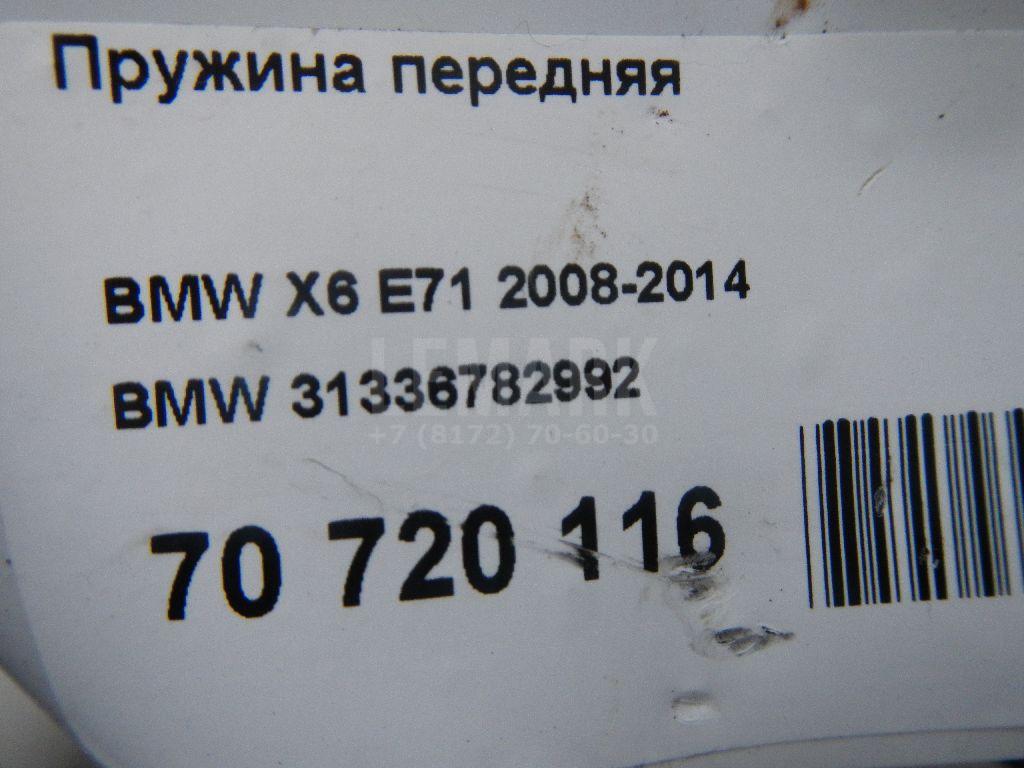 Пружина передняя
BMW X6 E71 2008-2014
LEMARK
BMW 31336782992
+7 (8172) 70-60-30
70 720 116